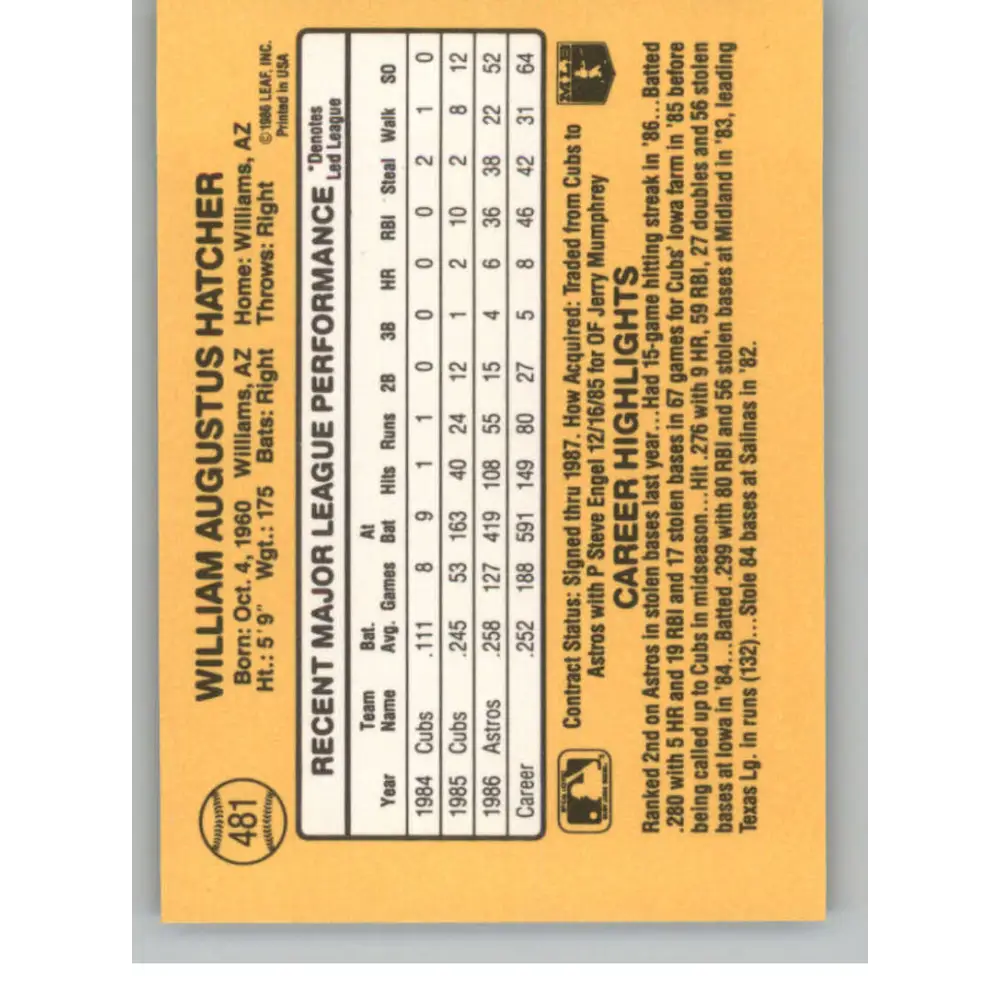 481
WILLIAM AUGUSTUS HATCHER
Born: Oct. 4, 1960 Williams, AZ Home: Williams, AZ
Ht.: 5'9" Wgt.: 175 Bats: Right Throws: Right
©1986 LEAF, INC.
Printed in USA
RECENT MAJOR LEAGUE PERFORMANCE
*Denotes
Led League
Year Team Name Bat. Avg. Games At Bat Hits Runs 2B 3B HR RBI Steal Walk SO
1984 Cubs .111 8 9 1 1 0 0 0 0 2 1 0
1985 Cubs .245 53 163 40 24 12 1 2 10 2 8 12
1986 Astros .258 127 419 108 55 15 4 6 36 38 22 52
Career .252 188 591 149 80 27 5 8 46 42 31 64
Contract Status: Signed thru 1987. How Acquired: Traded from Cubs to
Astros with P Steve Engel 12/16/85 for OF Jerry Mumphrey
MLB
CAREER HIGHLIGHTS
Ranked 2nd on Astros in stolen bases last year...Had 15-game hitting streak in '86...Batted
.280 with 5 HR and 19 RBI and 17 stolen bases in 67 games for Cubs' Iowa farm in '85 before
being called up to Cubs in midseason...Hit .276 with 9 HR, 59 RBI, 27 doubles and 56 stolen
bases at Iowa in '84...Batted .299 with 80 RBI and 56 stolen bases at Midland in '83, leading
Texas Lg. in runs (132)...Stole 84 bases at Salinas in '82.